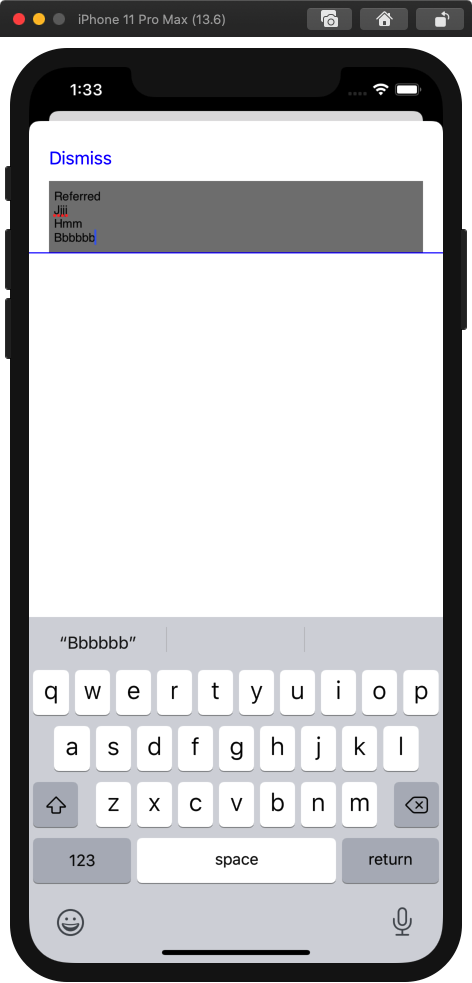 iPhone 11 Pro Max (13.6)
1:33
Dismiss
Referred
Jjjj
Hmm
Bbbbbb
“Bbbbbb”
q w e r t y u i o p
a s d f g h j k l
z x c v b n m
123 space return